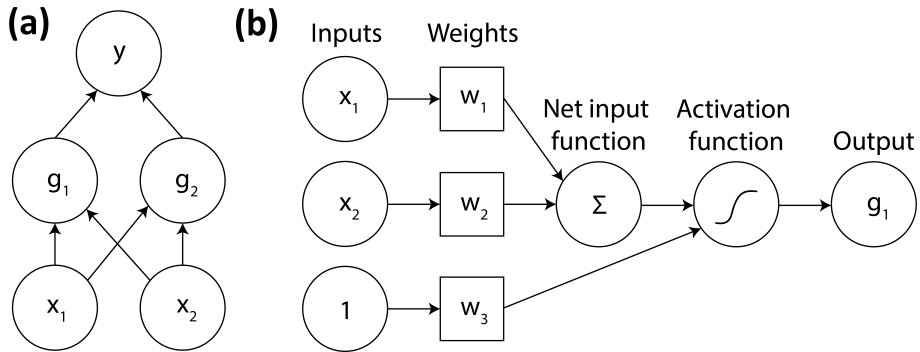 (a)
y
g₁
g₂
x₁
x₂
(b)
Inputs
Weights
x₁
w₁
Net input
function
Activation
function
Output
x₂
w₂
Σ
g₁
1
w₃